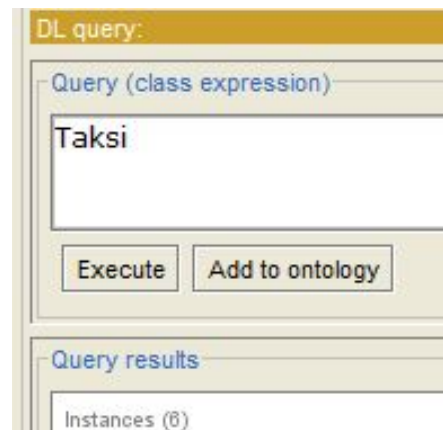 DL query:
Query (class expression)
Taksi
Execute Add to ontology
Query results
Instances (6)